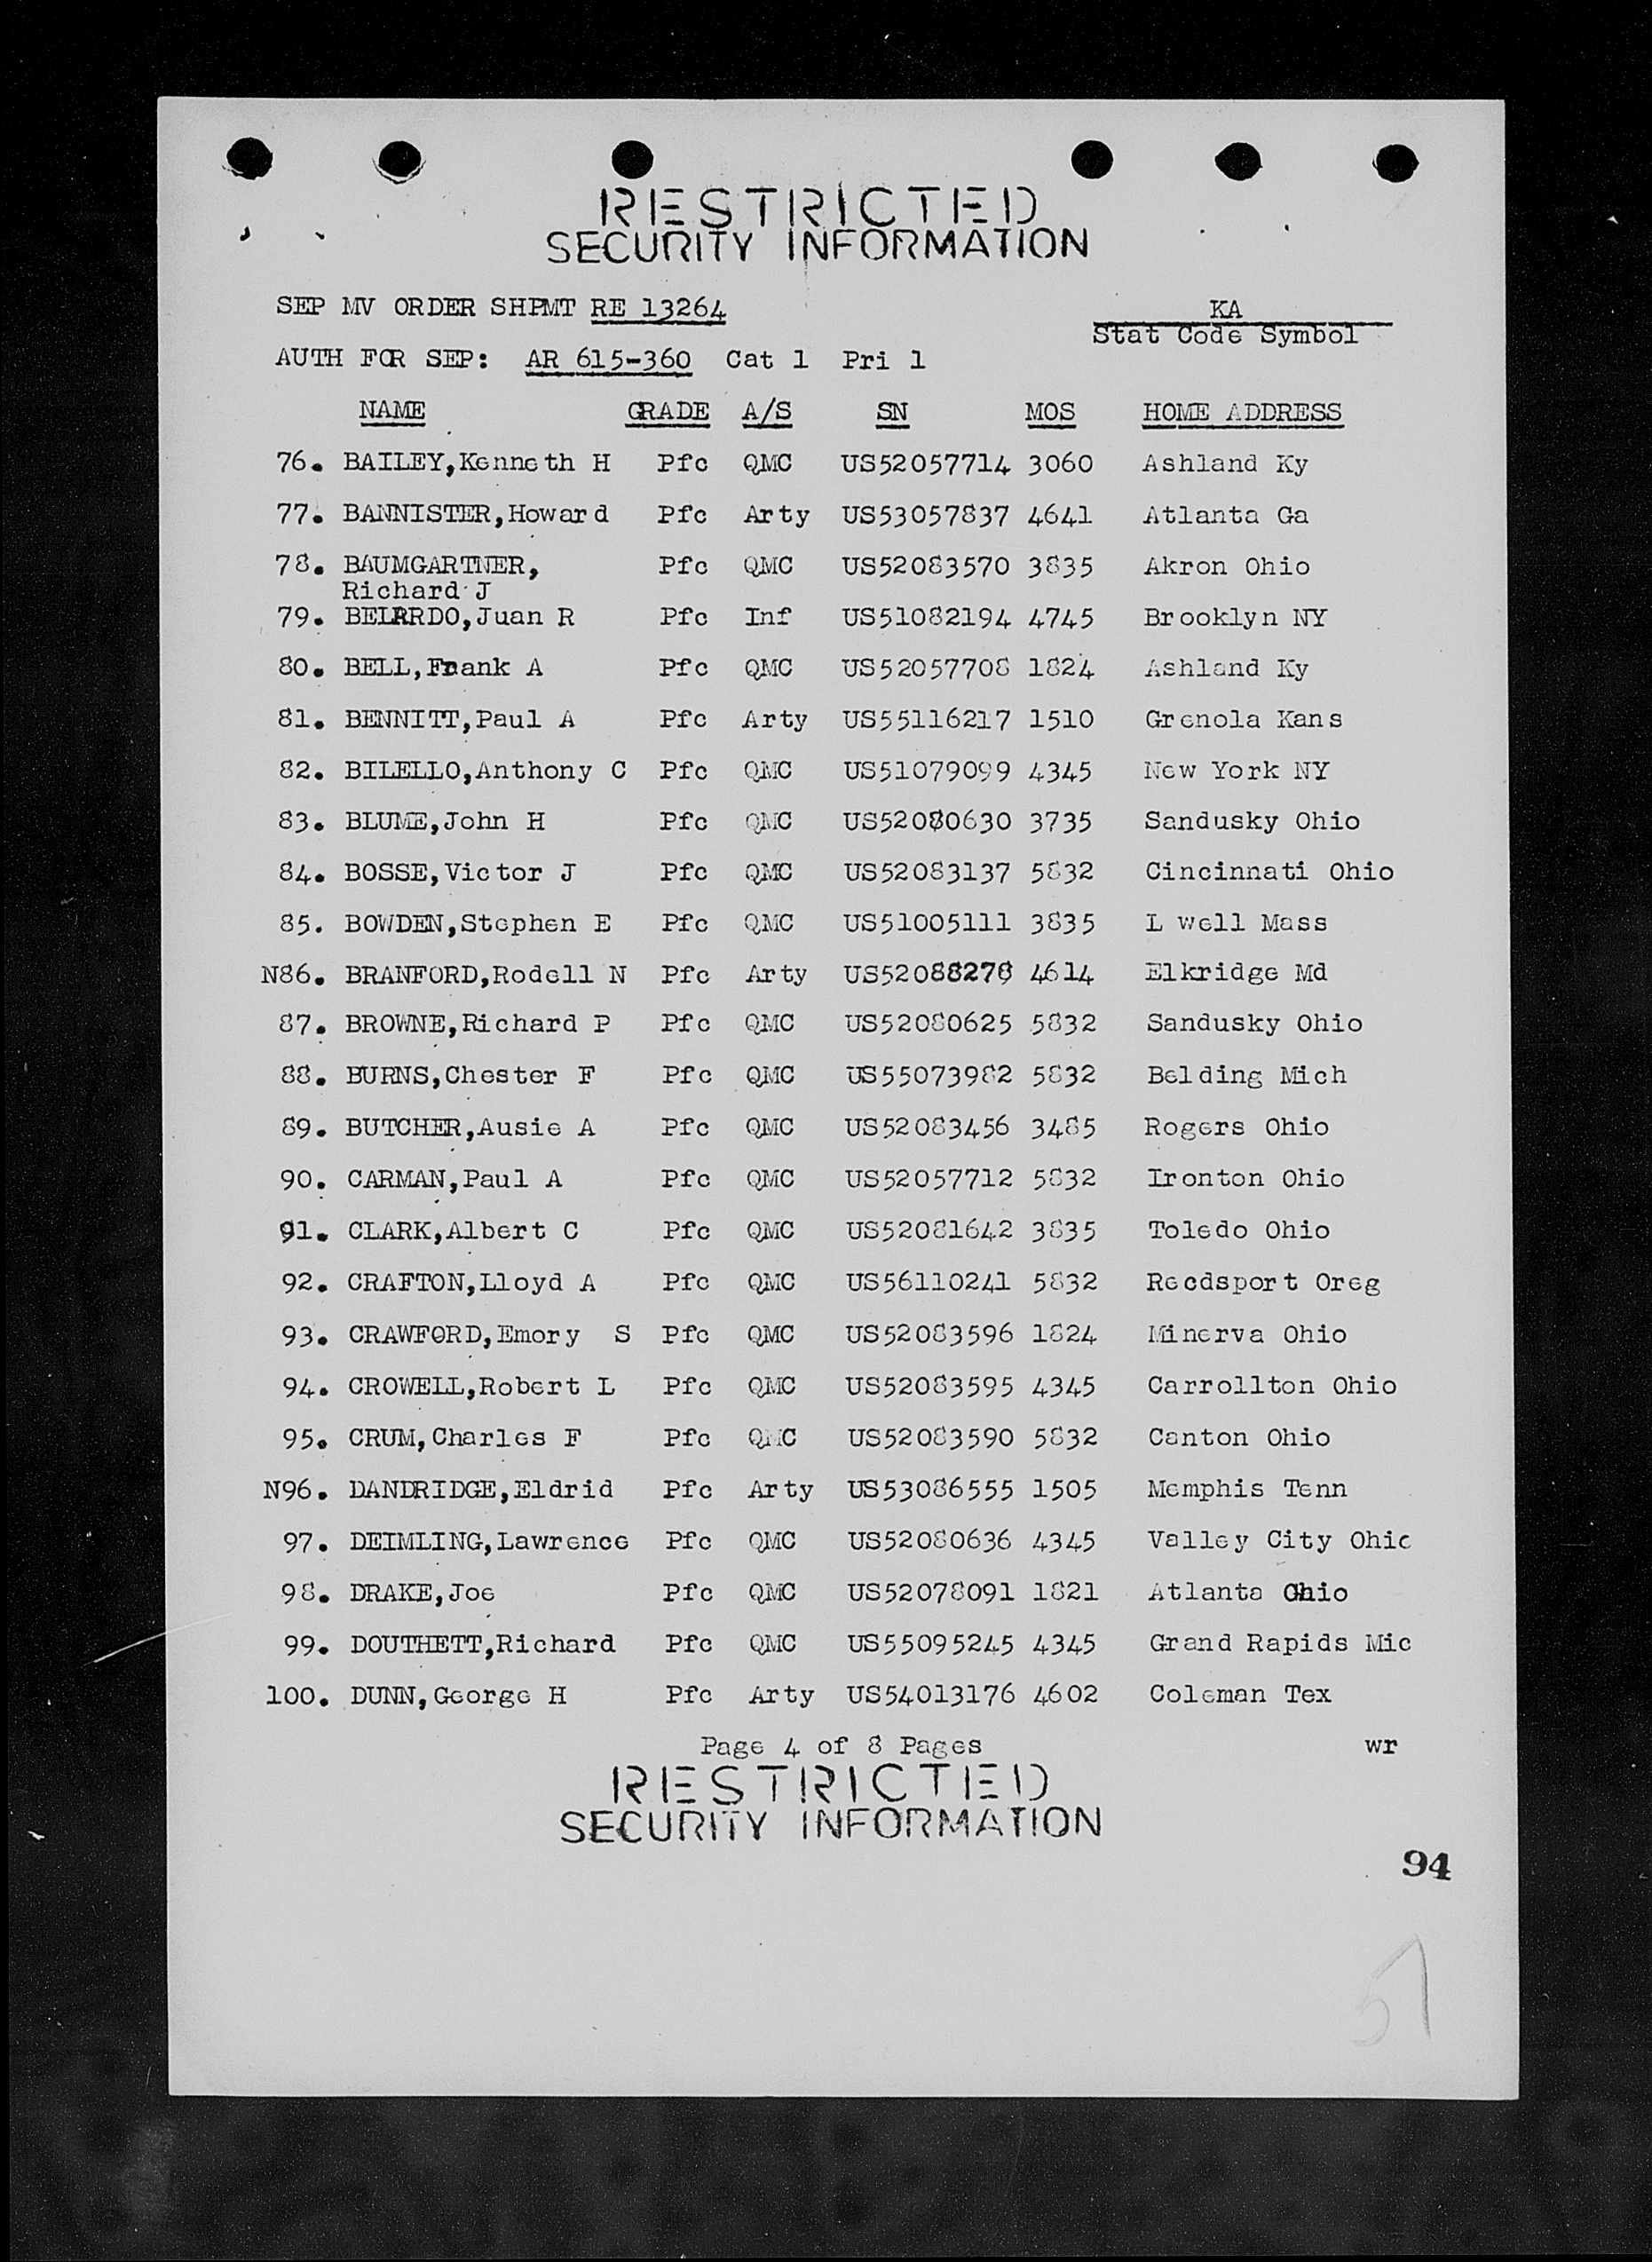 RESTRICTED
SECURITY INFORMATION
SEP MV ORDER SHPMT RE 13264
KA
Stat Code Symbol
AUTH FOR SEP: AR 615-360 Cat 1 Pri 1
NAME GRADE A/S SN MOS HOME ADDRESS
76. BAILEY,Kenneth H Pfc QMC US52057714 3060 Ashland Ky
77. BANNISTER,Howard Pfc Arty US53057837 4641 Atlanta Ga
78. BAUMGARTNER, Pfc QMC US52083570 3835 Akron Ohio
Richard J
79. BELARDO,Juan R Pfc Inf US51082194 4745 Brooklyn NY
80. BELL,Frank A Pfc QMC US52057708 1824 Ashland Ky
81. BENNITT,Paul A Pfc Arty US55116217 1510 Grenola Kans
82. BILELLO,Anthony C Pfc QMC US51079099 4345 New York NY
83. BLUME,John H Pfc QMC US52080630 3735 Sandusky Ohio
84. BOSSE,Victor J Pfc QMC US52083137 5832 Cincinnati Ohio
85. BOWDEN,Stephen E Pfc QMC US51005111 3835 L well Mass
N86. BRANFORD,Rodell N Pfc Arty US52088278 4614 Elkridge Md
87. BROWNE,Richard P Pfc QMC US52080625 5832 Sandusky Ohio
88. BURNS,Chester F Pfc QMC US55073982 5832 Belding Mich
89. BUTCHER,Ausie A Pfc QMC US52083456 3485 Rogers Ohio
90. CARMAN,Paul A Pfc QMC US52057712 5832 Ironton Ohio
91. CLARK,Albert C Pfc QMC US52081642 3835 Toledo Ohio
92. CRAFTON,Lloyd A Pfc QMC US56110241 5832 Reedsport Oreg
93. CRAWFORD,Emory S Pfc QMC US52083596 1824 Minerva Ohio
94. CROWELL,Robert L Pfc QMC US52083595 4345 Carrollton Ohio
95. CRUM,Charles F Pfc QMC US52083590 5832 Canton Ohio
N96. DANDRIDGE,Eldrid Pfc Arty US53086555 1505 Memphis Tenn
97. DEIMLING,Lawrence Pfc QMC US52080636 4345 Valley City Ohio
98. DRAKE,Joe Pfc QMC US52078091 1821 Atlanta Ohio
99. DOUTHETT,Richard Pfc QMC US55095245 4345 Grand Rapids Mic
100. DUNN,George H Pfc Arty US54013176 4602 Coleman Tex
Page 4 of 8 Pages wr
RESTRICTED
SECURITY INFORMATION
94
51